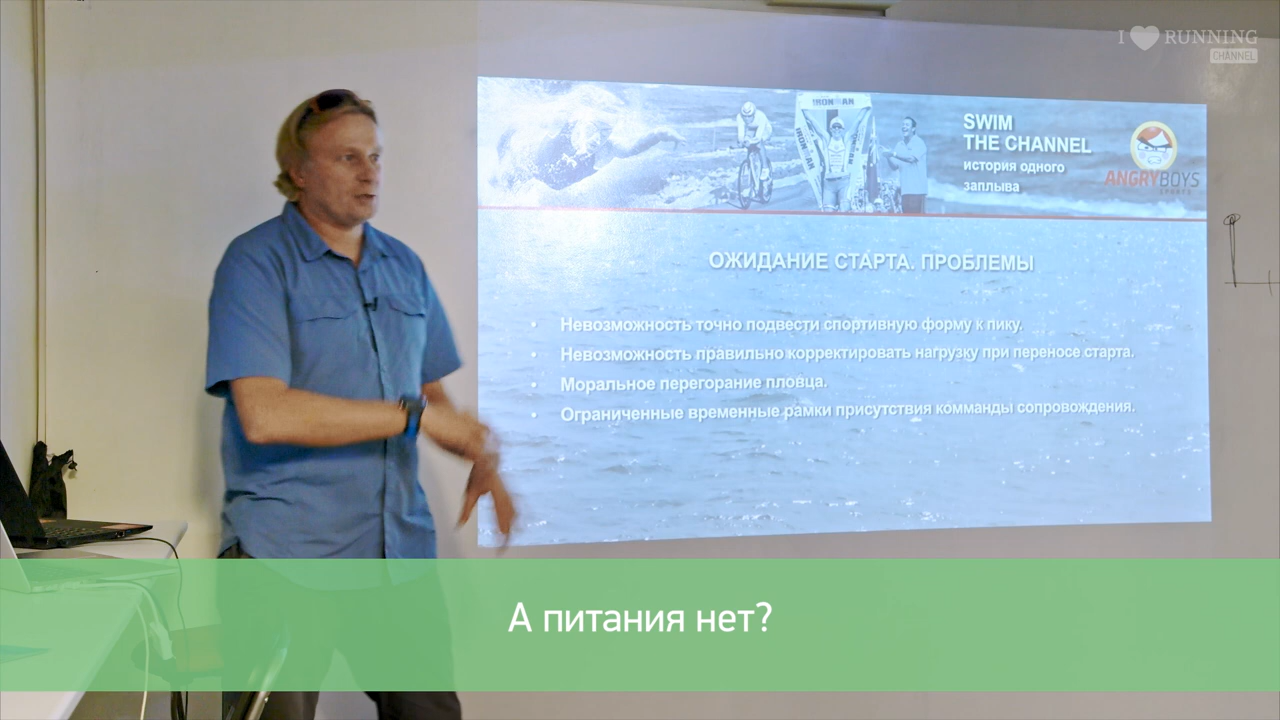 I ❤ RUNNING
CHANNEL
IRONMAN
SWIM
THE CHANNEL
история одного
заплыва
ANGRYBOYS
SPORTS
ОЖИДАНИЕ СТАРТА. ПРОБЛЕМЫ
• Невозможность точно подвести спортивную форму к пику.
• Невозможность правильно корректировать нагрузку при переносе старта.
• Моральное перегорание пловца.
• Ограниченные временные рамки присутствия комманды сопровождения.
А питания нет?